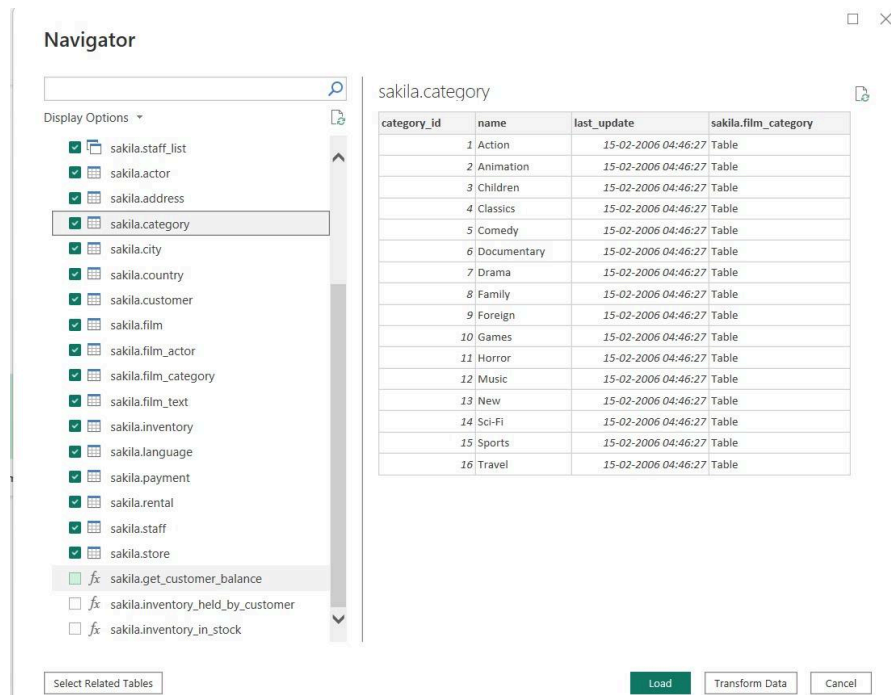 Navigator
Display Options
sakila.staff_list
sakila.actor
sakila.address
sakila.category
sakila.city
sakila.country
sakila.customer
sakila.film
sakila.film_actor
sakila.film_category
sakila.film_text
sakila.inventory
sakila.language
sakila.payment
sakila.rental
sakila.staff
sakila.store
fx sakila.get_customer_balance
fx sakila.inventory_held_by_customer
fx sakila.inventory_in_stock
sakila.category
category_id name last_update sakila.film_category
1 Action 15-02-2006 04:46:27 Table
2 Animation 15-02-2006 04:46:27 Table
3 Children 15-02-2006 04:46:27 Table
4 Classics 15-02-2006 04:46:27 Table
5 Comedy 15-02-2006 04:46:27 Table
6 Documentary 15-02-2006 04:46:27 Table
7 Drama 15-02-2006 04:46:27 Table
8 Family 15-02-2006 04:46:27 Table
9 Foreign 15-02-2006 04:46:27 Table
10 Games 15-02-2006 04:46:27 Table
11 Horror 15-02-2006 04:46:27 Table
12 Music 15-02-2006 04:46:27 Table
13 New 15-02-2006 04:46:27 Table
14 Sci-Fi 15-02-2006 04:46:27 Table
15 Sports 15-02-2006 04:46:27 Table
16 Travel 15-02-2006 04:46:27 Table
Select Related Tables
Load Transform Data Cancel